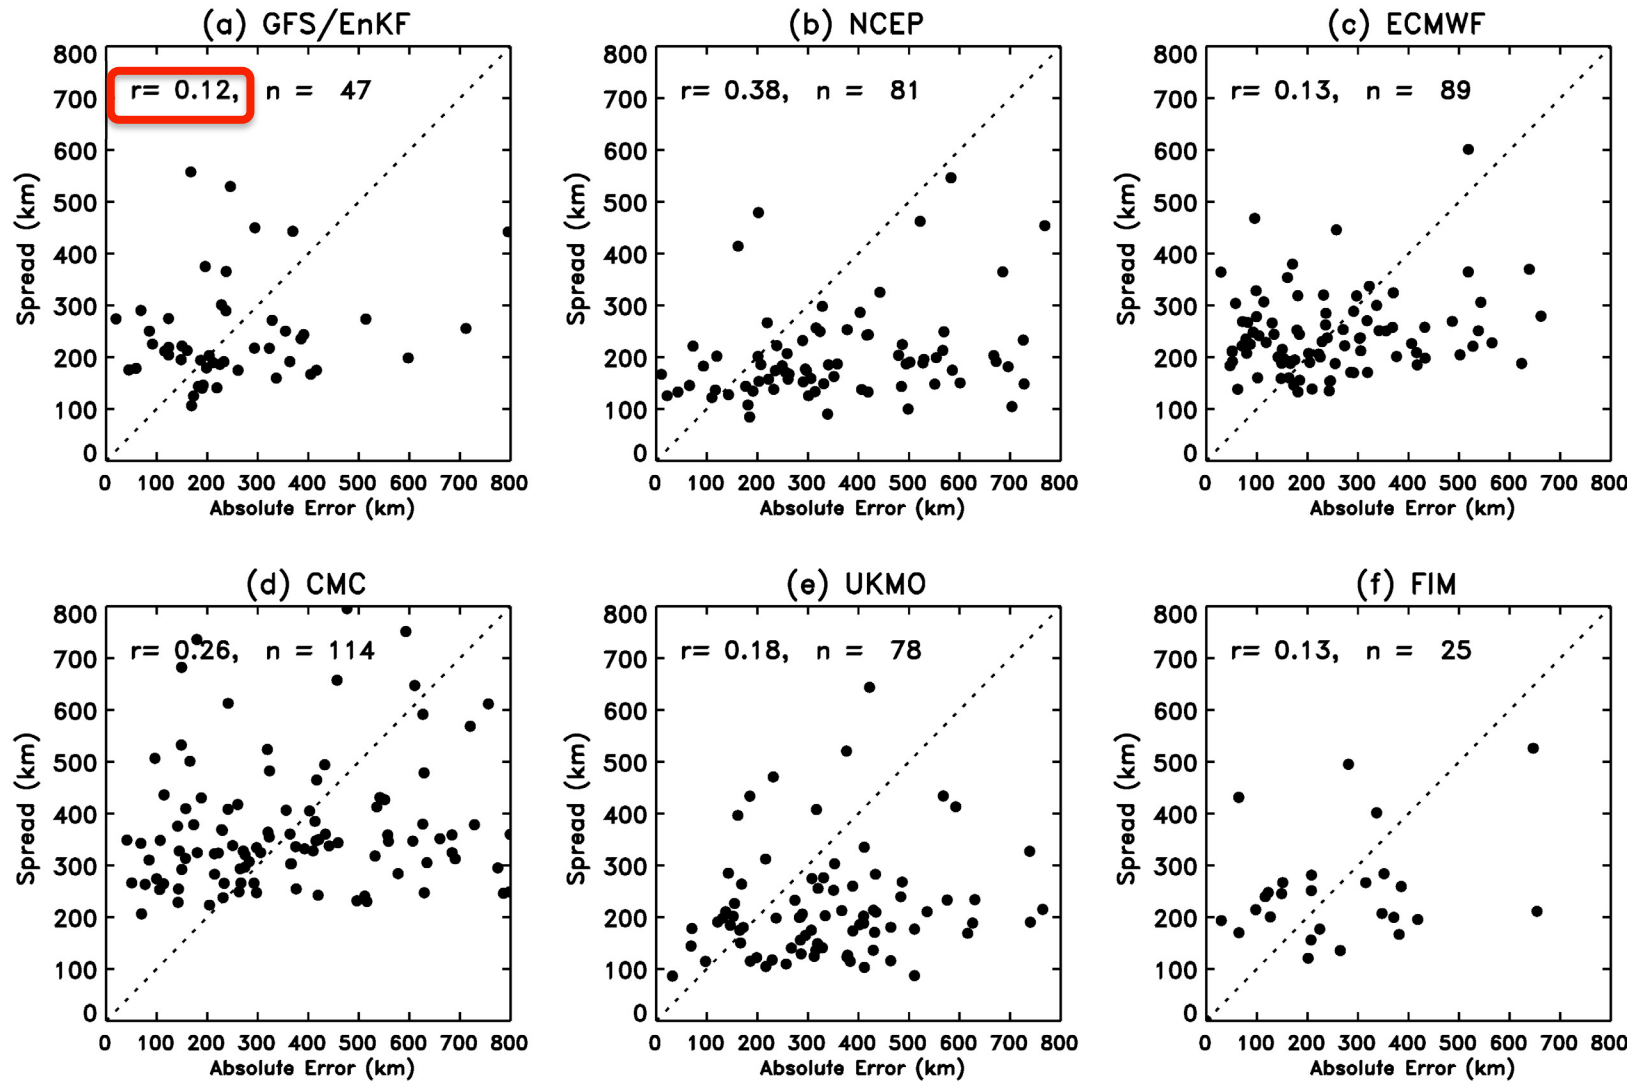 (a) GFS/EnKF
r= 0.12, n = 47
800
700
600
500
400
300
200
100
0
Spread (km)
0 100 200 300 400 500 600 700 800
Absolute Error (km)
(b) NCEP
r= 0.38, n = 81
800
700
600
500
400
300
200
100
0
Spread (km)
0 100 200 300 400 500 600 700 800
Absolute Error (km)
(c) ECMWF
r= 0.13, n = 89
800
700
600
500
400
300
200
100
0
Spread (km)
0 100 200 300 400 500 600 700 800
Absolute Error (km)
(d) CMC
r= 0.26, n = 114
800
700
600
500
400
300
200
100
0
Spread (km)
0 100 200 300 400 500 600 700 800
Absolute Error (km)
(e) UKMO
r= 0.18, n = 78
800
700
600
500
400
300
200
100
0
Spread (km)
0 100 200 300 400 500 600 700 800
Absolute Error (km)
(f) FIM
r= 0.13, n = 25
800
700
600
500
400
300
200
100
0
Spread (km)
0 100 200 300 400 500 600 700 800
Absolute Error (km)